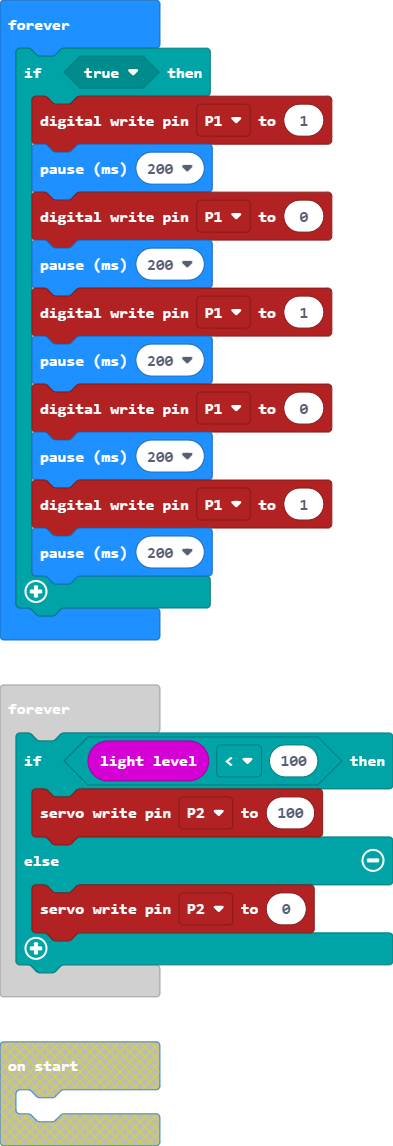 forever
if true then
digital write pin P1 to 1
pause (ms) 200
digital write pin P1 to 0
pause (ms) 200
digital write pin P1 to 1
pause (ms) 200
digital write pin P1 to 0
pause (ms) 200
digital write pin P1 to 1
pause (ms) 200
forever
if light level < 100 then
servo write pin P2 to 100
else
servo write pin P2 to 0
on start